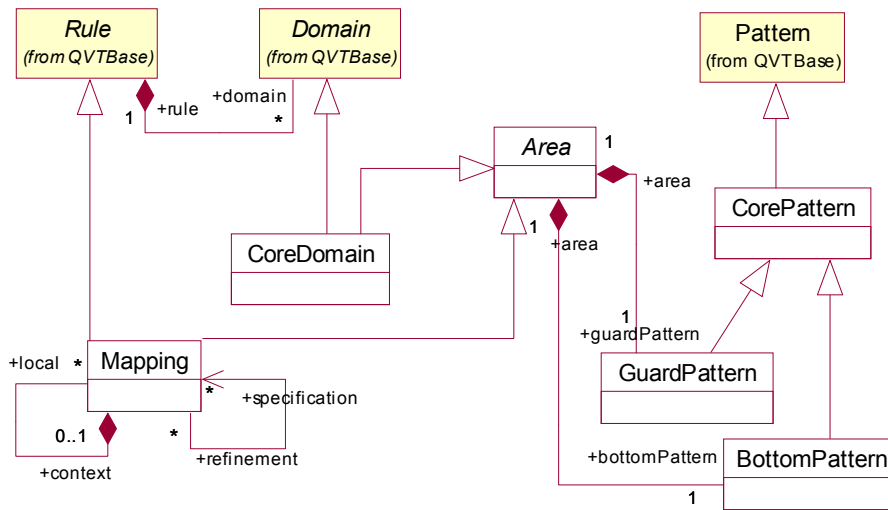 Rule
(from QVTBase)
Domain
(from QVTBase)
Pattern
(from QVTBase)
1
+rule
+domain
*
Area
1
+area
1
+area
CorePattern
CoreDomain
1
+guardPattern
GuardPattern
+local
*
Mapping
*
+specification
0..1
*
+refinement
+context
+bottomPattern
1
BottomPattern